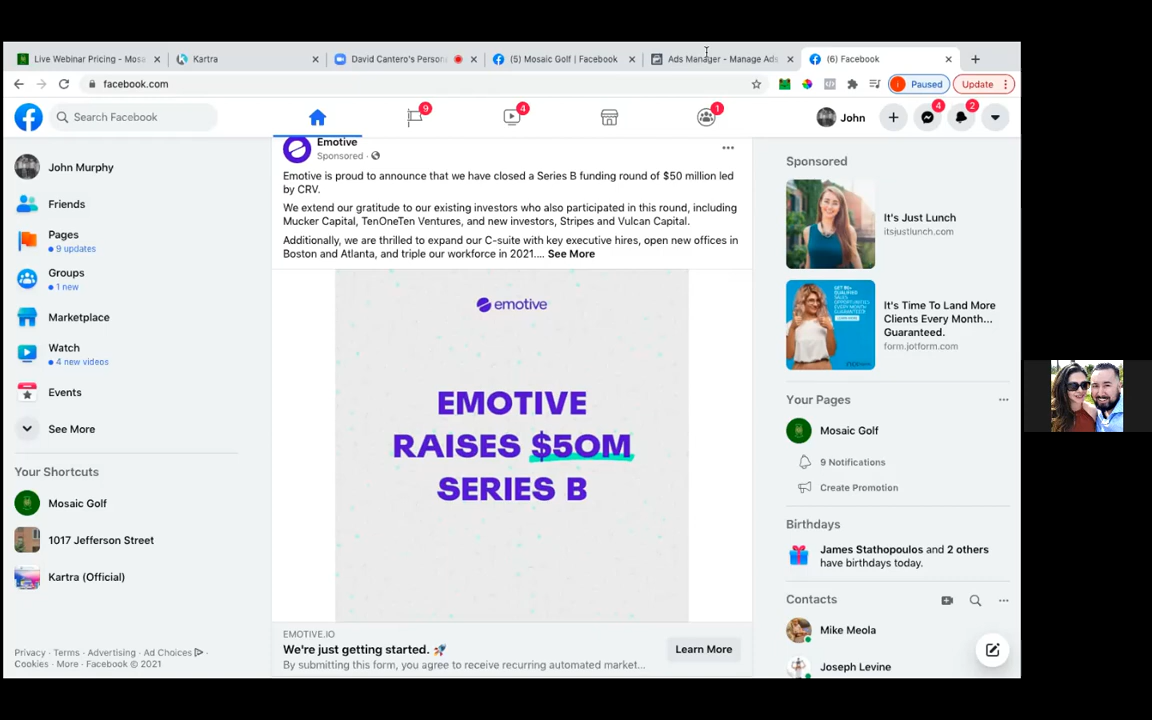 Live Webinar Pricing - Mosa
Kartra
David Cantero's Persona
(5) Mosaic Golf | Facebook
Ads Manager - Manage Ads
(6) Facebook
facebook.com
Paused
Update
Search Facebook
9
4
1
John
4
2
John Murphy
Friends
Pages
9 updates
Groups
1 new
Marketplace
Watch
4 new videos
Events
See More
Your Shortcuts
Mosaic Golf
1017 Jefferson Street
Kartra (Official)
Privacy · Terms · Advertising · Ad Choices ·
Cookies · More · Facebook © 2021
Emotive
Sponsored ·
Emotive is proud to announce that we have closed a Series B funding round of $50 million led
by CRV.
We extend our gratitude to our existing investors who also participated in this round, including
Mucker Capital, TenOneTen Ventures, and new investors, Stripes and Vulcan Capital.
Additionally, we are thrilled to expand our C-suite with key executive hires, open new offices in
Boston and Atlanta, and triple our workforce in 2021.... See More
emotive
EMOTIVE
RAISES $50M
SERIES B
EMOTIVE.IO
We're just getting started. 🚀
By submitting this form, you agree to receive recurring automated market...
Learn More
Sponsored
It's Just Lunch
itsjustlunch.com
It's Time To Land More
Clients Every Month...
Guaranteed.
form.jotform.com
Your Pages
Mosaic Golf
9 Notifications
Create Promotion
Birthdays
James Stathopoulos and 2 others
have birthdays today.
Contacts
Mike Meola
Joseph Levine